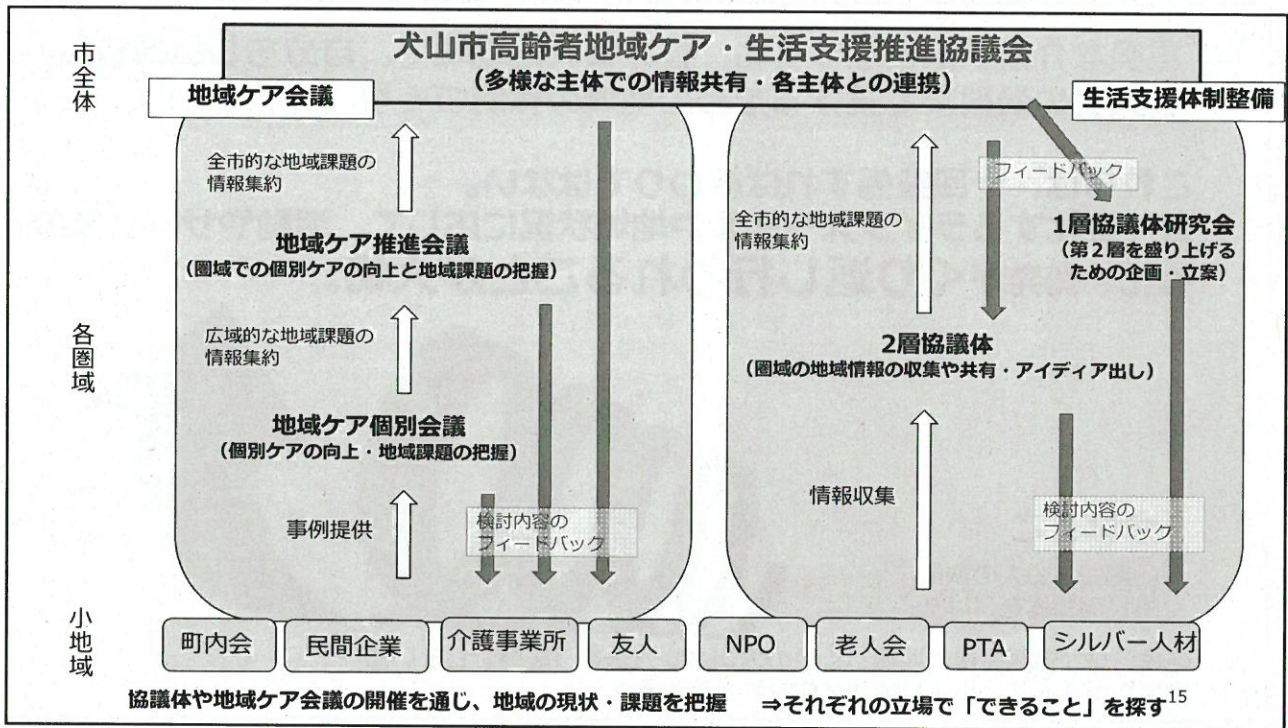 犬山市高齢者地域ケア・生活支援推進協議会
(多様な主体での情報共有・各主体との連携)
市全体
地域ケア会議
生活支援体制整備
全市的な地域課題の
情報集約
地域ケア推進会議
(圏域での個別ケアの向上と地域課題の把握)
広域的な地域課題の
情報集約
地域ケア個別会議
(個別ケアの向上・地域課題の把握)
事例提供
検討内容の
フィードバック
フィードバック
全市的な地域課題の
情報集約
1層協議体研究会
(第2層を盛り上げる
ための企画・立案)
各圏域
2層協議体
(圏域の地域情報の収集や共有・アイディア出し)
情報収集
検討内容の
フィードバック
小地域
町内会
民間企業
介護事業所
友人
NPO
老人会
PTA
シルバー人材
協議体や地域ケア会議の開催を通じ、地域の現状・課題を把握 ⇒それぞれの立場で「できること」を探す
15